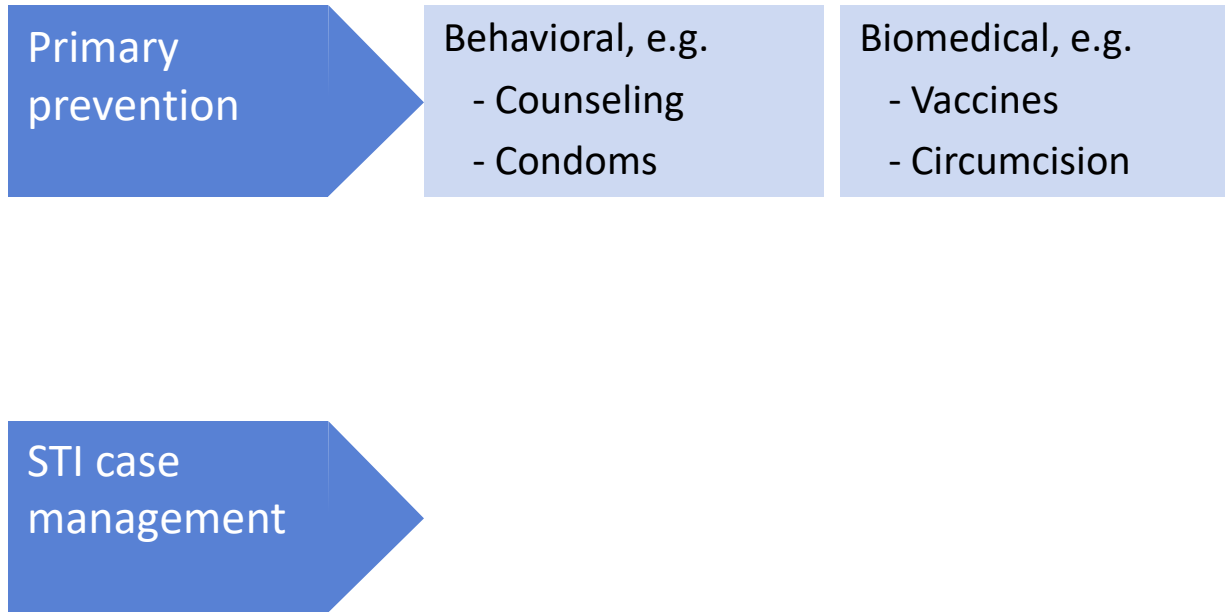 Primary
prevention
Behavioral, e.g.
- Counseling
- Condoms
Biomedical, e.g.
- Vaccines
- Circumcision
STI case
management